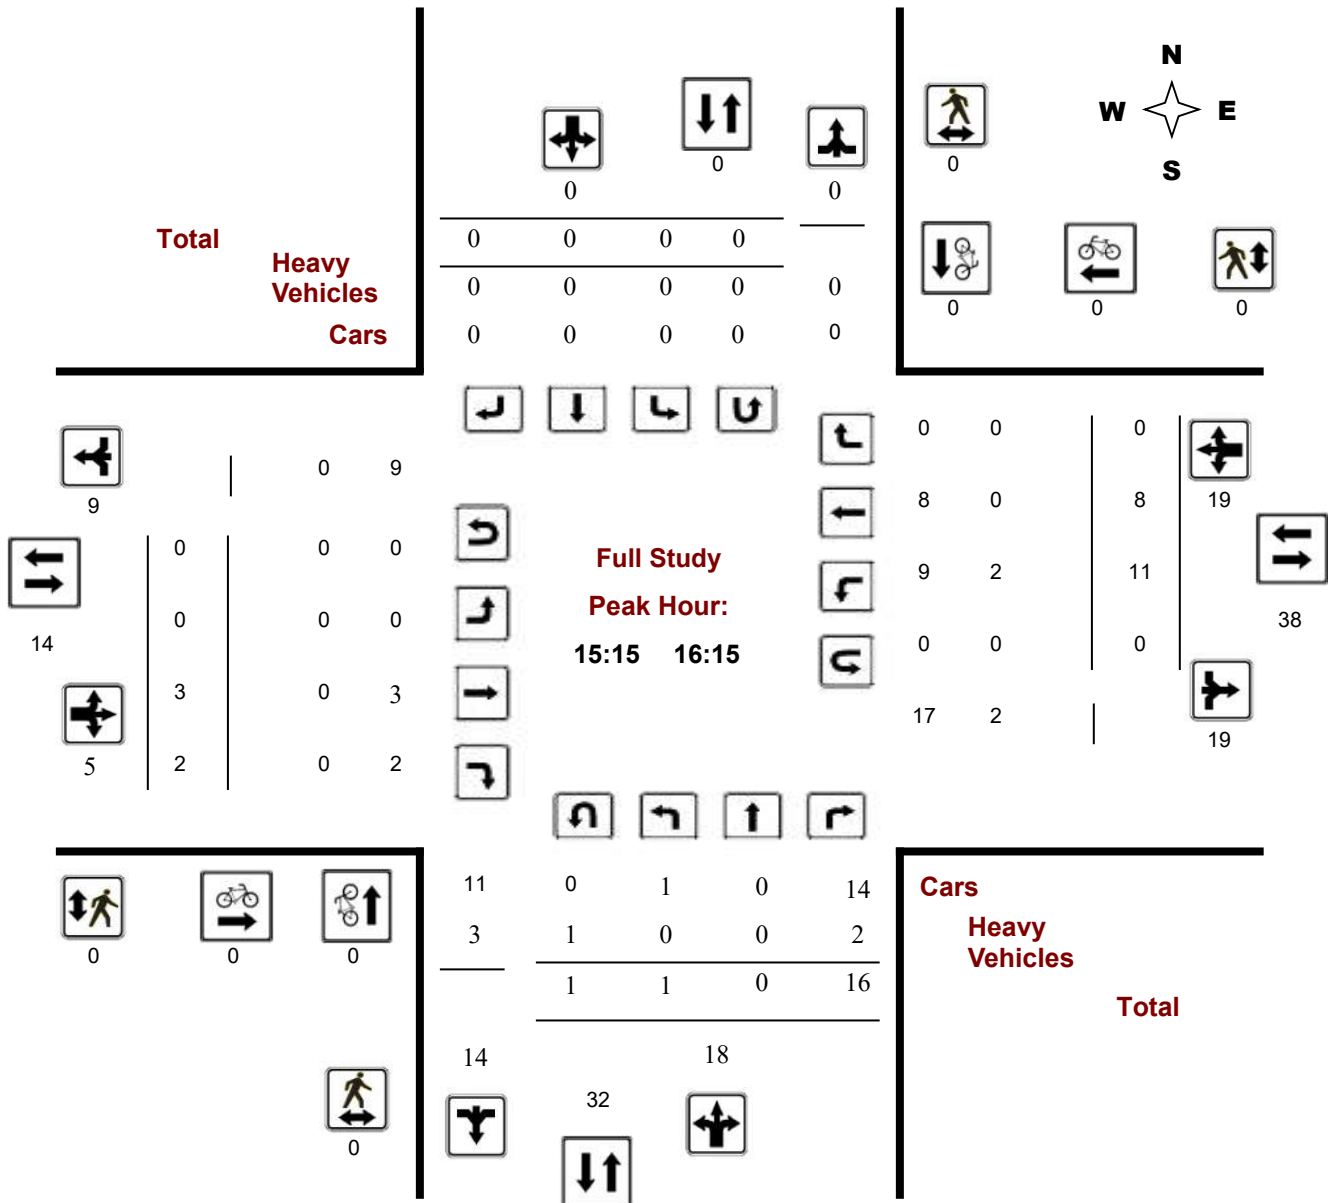 N
W E
S
0
0
0 0
Total
0 0 0 0
Heavy
Vehicles
0 0 0 0 0
Cars
0 0 0 0 0
0 0 0
0 0 0
0 9
9
0 0 0
8 0 8
19
0 0 0
Full Study
9 2 11
Peak Hour:
14
0 0 0
15:15 16:15
38
3 0 3
17 2
19
5
2 0 2
11 0 1 0 14
Cars
3 1 0 0 2
Heavy
Vehicles
0 0 0
1 1 0 16
Total
14 18
32
0